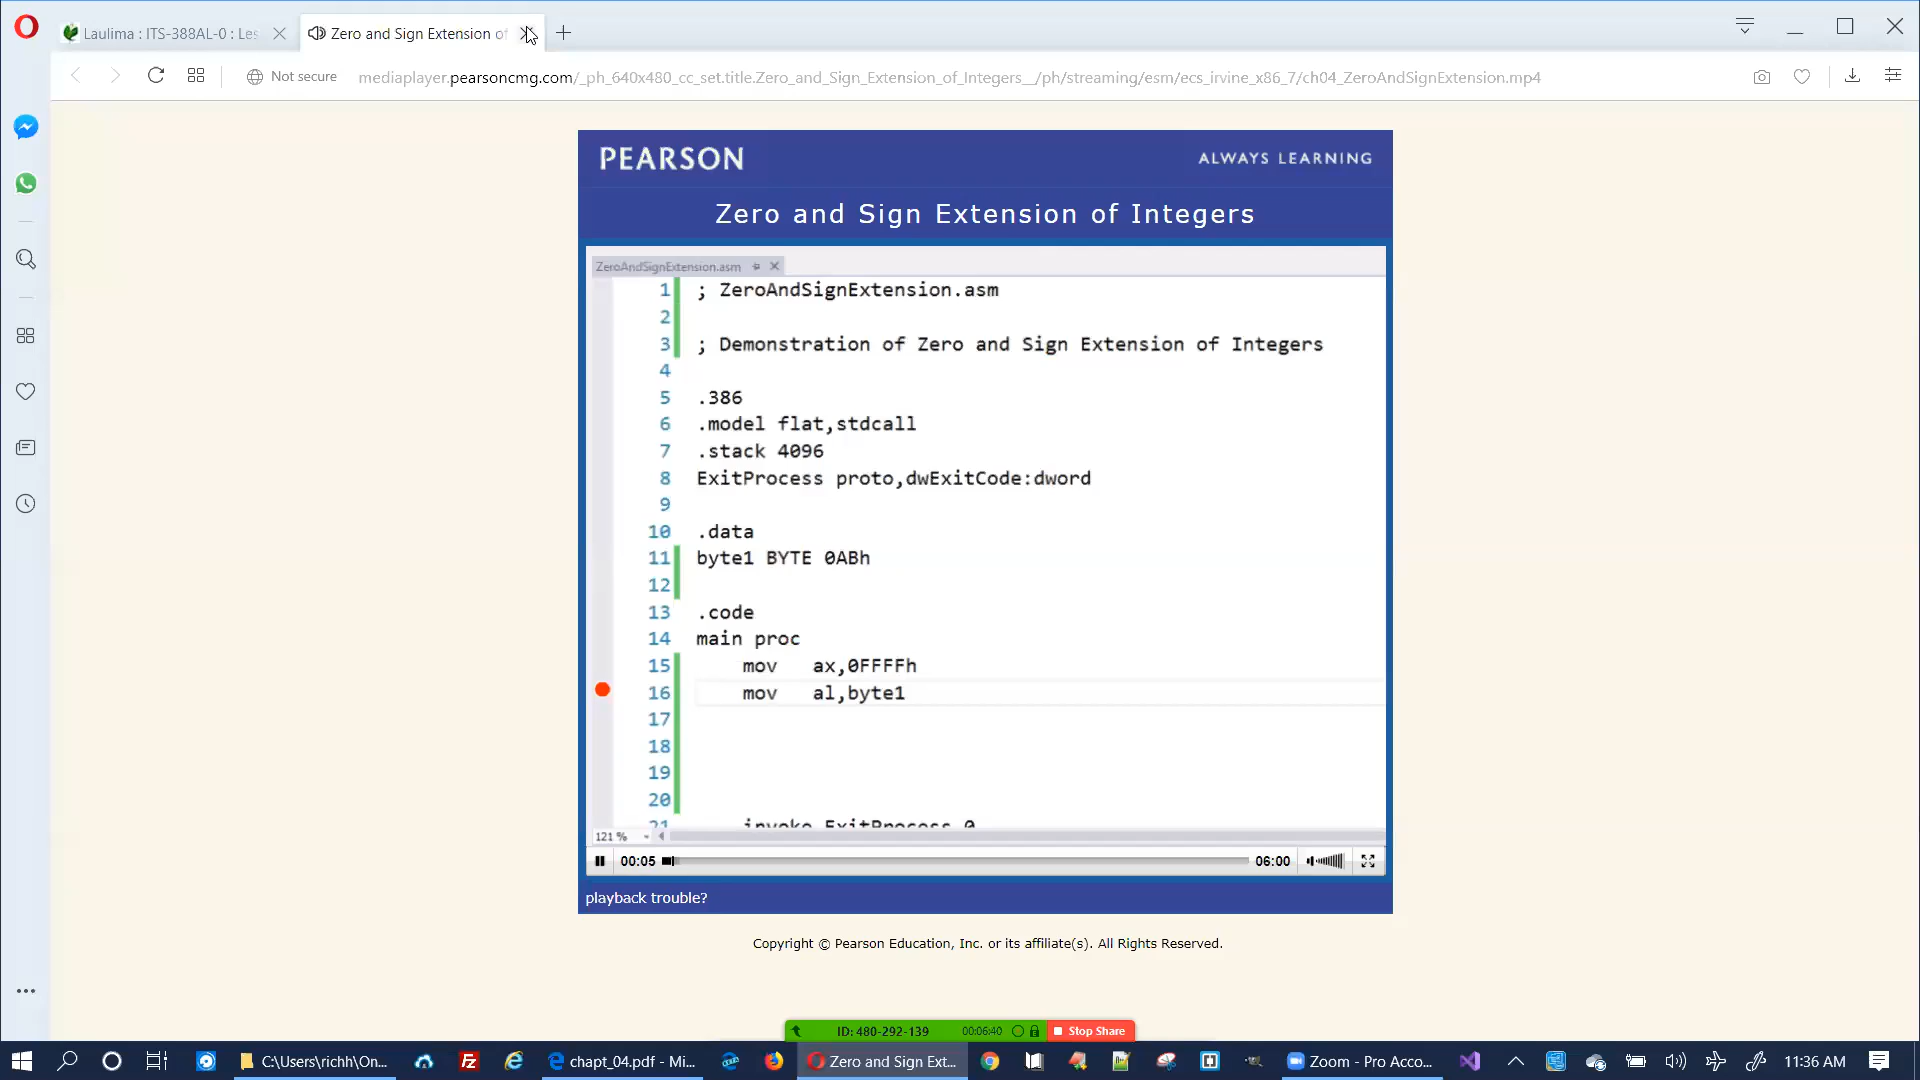 Laulima : ITS-388AL-0 : Les
Zero and Sign Extension of
Not secure
mediaplayer.pearsoncmg.com/_ph_640x480_cc_set.title.Zero_and_Sign_Extension_of_Integers__/ph/streaming/esm/ecs_irvine_x86_7/ch04_ZeroAndSignExtension.mp4
PEARSON
ALWAYS LEARNING
Zero and Sign Extension of Integers
ZeroAndSignExtension.asm
1 ; ZeroAndSignExtension.asm
2
3 ; Demonstration of Zero and Sign Extension of Integers
4
5 .386
6 .model flat,stdcall
7 .stack 4096
8 ExitProcess proto,dwExitCode:dword
9
10 .data
11 byte1 BYTE 0ABh
12
13 .code
14 main proc
15 mov ax,0FFFFh
16 mov al,byte1
17
18
19
20
21 invoke ExitProcess 0
121 %
00:05
06:00
playback trouble?
Copyright © Pearson Education, Inc. or its affiliate(s). All Rights Reserved.
ID: 480-292-139
00:06:40
Stop Share
C:\Users\richh\On...
chapt_04.pdf - Mi...
Zero and Sign Ext...
Zoom - Pro Acco...
11:36 AM